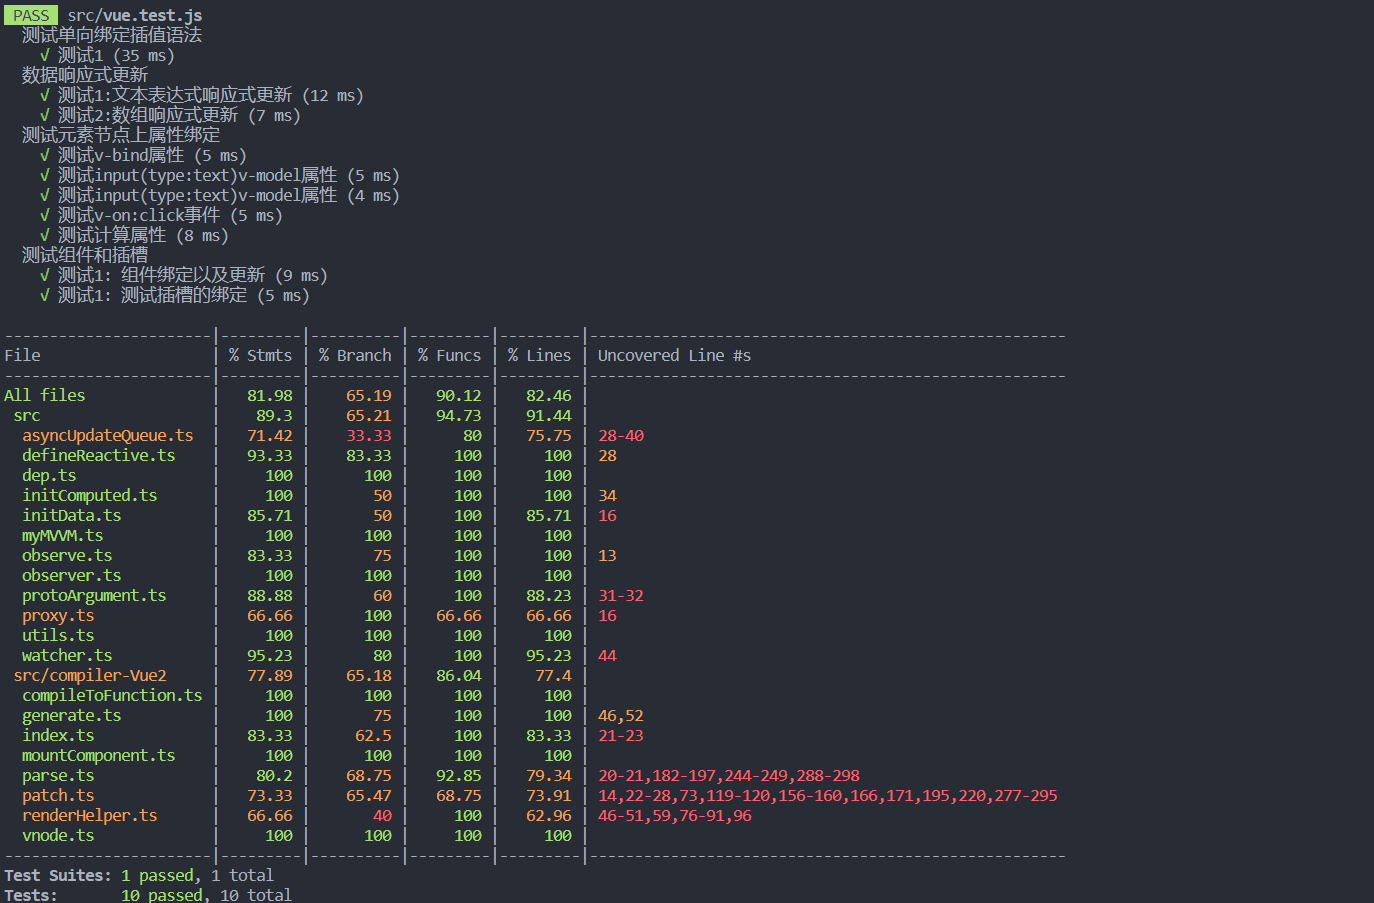 PASS src/vue.test.js
测试单向绑定插值语法
√ 测试1 (35 ms)
数据响应式更新
√ 测试1:文本表达式响应式更新 (12 ms)
√ 测试2:数组响应式更新 (7 ms)
测试元素节点上属性绑定
√ 测试v-bind属性 (5 ms)
√ 测试input(type:text)v-model属性 (5 ms)
√ 测试input(type:text)v-model属性 (4 ms)
√ 测试v-on:click事件 (5 ms)
√ 测试计算属性 (8 ms)
测试组件和插槽
√ 测试1: 组件绑定以及更新 (9 ms)
√ 测试1: 测试插槽的绑定 (5 ms)
-----------------------|---------|----------|---------|---------|-----------------------------------------------------
File | % Stmts | % Branch | % Funcs | % Lines | Uncovered Line #s
-----------------------|---------|----------|---------|---------|-----------------------------------------------------
All files | 81.98 | 65.19 | 90.12 | 82.46 |
src | 89.3 | 65.21 | 94.73 | 91.44 |
asyncUpdateQueue.ts | 71.42 | 33.33 | 80 | 75.75 | 28-40
defineReactive.ts | 93.33 | 83.33 | 100 | 100 | 28
dep.ts | 100 | 100 | 100 | 100 |
initComputed.ts | 100 | 50 | 100 | 100 | 34
initData.ts | 85.71 | 50 | 100 | 85.71 | 16
myMVVM.ts | 100 | 100 | 100 | 100 |
observe.ts | 83.33 | 75 | 100 | 100 | 13
observer.ts | 100 | 100 | 100 | 100 |
protoArgument.ts | 88.88 | 60 | 100 | 88.23 | 31-32
proxy.ts | 66.66 | 100 | 66.66 | 66.66 | 16
utils.ts | 100 | 100 | 100 | 100 |
watcher.ts | 95.23 | 80 | 100 | 95.23 | 44
src/compiler-Vue2 | 77.89 | 65.18 | 86.04 | 77.4 |
compileToFunction.ts | 100 | 100 | 100 | 100 |
generate.ts | 100 | 75 | 100 | 100 | 46,52
index.ts | 83.33 | 62.5 | 100 | 83.33 | 21-23
mountComponent.ts | 100 | 100 | 100 | 100 |
parse.ts | 80.2 | 68.75 | 92.85 | 79.34 | 20-21,182-197,244-249,288-298
patch.ts | 73.33 | 65.47 | 68.75 | 73.91 | 14,22-28,73,119-120,156-160,166,171,195,220,277-295
renderHelper.ts | 66.66 | 40 | 100 | 62.96 | 46-51,59,76-91,96
vnode.ts | 100 | 100 | 100 | 100 |
-----------------------|---------|----------|---------|---------|-----------------------------------------------------
Test Suites: 1 passed, 1 total
Tests: 10 passed, 10 total